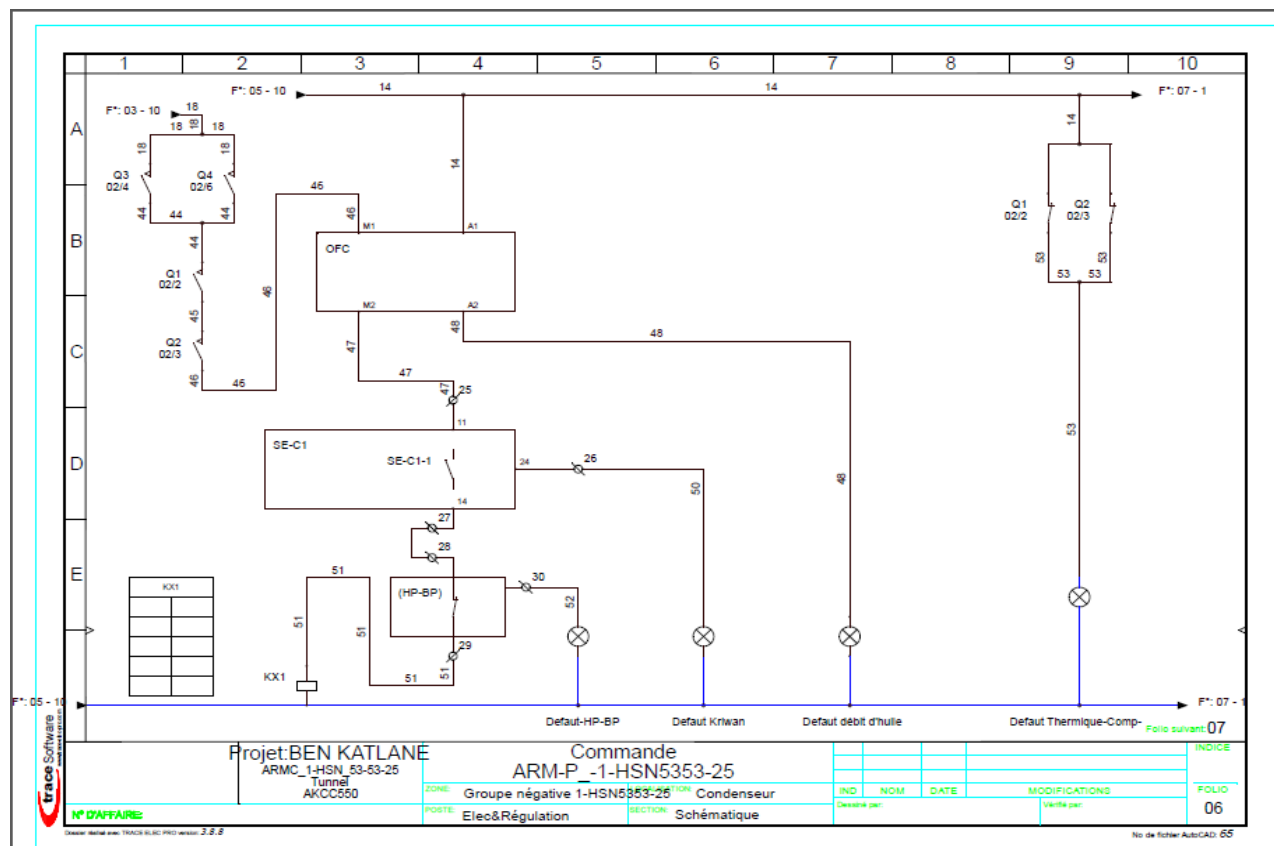 1 2 3 4 5 6 7 8 9 10
F*: 05 - 10 14 14 F*: 07 - 1
F*: 03 - 10 18
18 18 18
A
18 18 14 14
Q3 02/4
Q4 02/6
46
44 44 44
46
M1 A1
Q1 02/2
Q2 02/3
B
OFC
44
53 53
53 53
Q1 02/2
46
M2 A2
45
48 48
C
Q2 02/3
47
46 46
47
47 25
11
53
D
SE-C1
SE-C1-1
24 26
50
48
14
27
28
E
51
30
KX1
(HP-BP)
52
51 51
29
51
51
KX1
F*: 05 - 10 F*: 07 - 1
Defaut-HP-BP Defaut Kriwan Defaut débit d'huile Defaut Thermique-Comp-
Folio suivant: 07
trace Software
Projet:BEN KATLANE
ARMC_1-HSN_53-53-25
Tunnel
AKCC550
Commande
ARM-P_-1-HSN5353-25
INDICE
ZONE: Groupe négative 1-HSN5353-25 Condenseur
IND NOM DATE MODIFICATIONS FOLIO
Dessiné par: Vérifié par:
06
N° D'AFFAIRE:
POSTE: Elec&Régulation SECTION: Schématique
Dossier réalisé avec TRACE ELEC PRO version: 3.8.8
No de fichier AutoCAD: 65